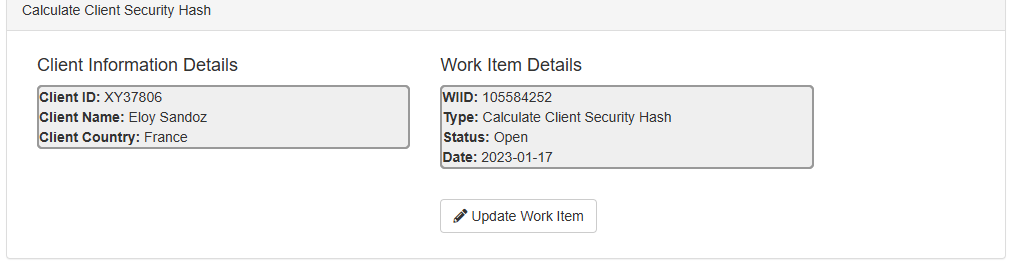 Calculate Client Security Hash
Client Information Details
Client ID: XY37806
Client Name: Eloy Sandoz
Client Country: France
Work Item Details
WIID: 105584252
Type: Calculate Client Security Hash
Status: Open
Date: 2023-01-17
Update Work Item